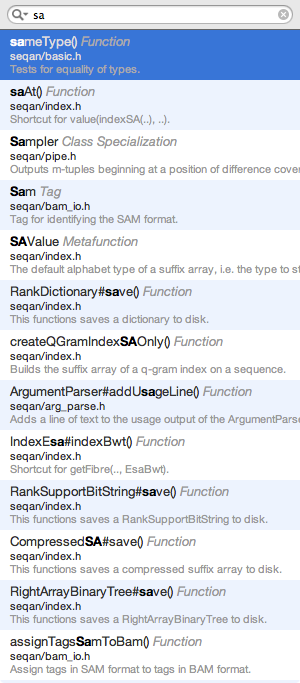 sa
sameType() Function
seqan/basic.h
Tests for equality of types.
saAt() Function
seqan/index.h
Shortcut for value(indexSA(..), ..).
Sampler Class Specialization
seqan/pipe.h
Outputs m-tuples beginning at a position of difference cover
Sam Tag
seqan/bam_io.h
Tag for identifying the SAM format.
SAValue Metafunction
seqan/index.h
The default alphabet type of a suffix array, i.e. the type to st
RankDictionary#save() Function
seqan/index.h
This functions saves a dictionary to disk.
createQGramIndexSAOnly() Function
seqan/index.h
Builds the suffix array of a q-gram index on a sequence.
ArgumentParser#addUsageLine() Function
seqan/arg_parse.h
Adds a line of text to the usage output of the ArgumentParse
IndexEsa#indexBwt() Function
seqan/index.h
Shortcut for getFibre(.., EsaBwt).
RankSupportBitString#save() Function
seqan/index.h
This functions saves a RankSupportBitString to disk.
CompressedSA#save() Function
seqan/index.h
This functions saves a compressed suffix array to disk.
RightArrayBinaryTree#save() Function
seqan/index.h
This functions saves a RightArrayBinaryTree to disk.
assignTagsSamToBam() Function
seqan/bam_io.h
Assign tags in SAM format to tags in BAM format.